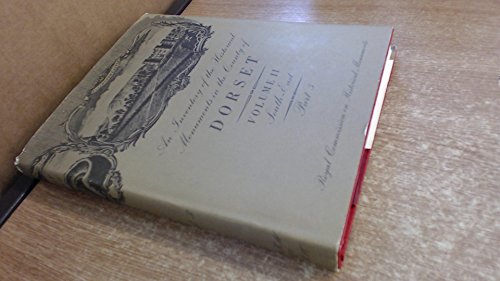 An Inventory of the Historical
Monuments in the County of
DORSET
VOLUME II
South-East
Part 3
Royal Commission on Historical Monuments